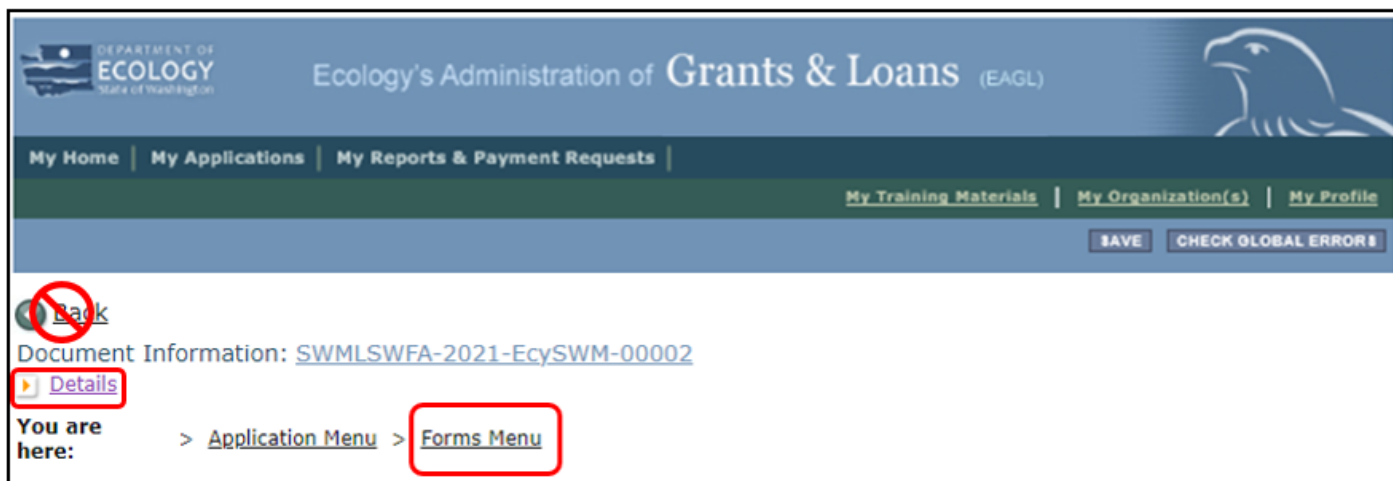 DEPARTMENT OF
ECOLOGY
State of Washington
Ecology's Administration of Grants & Loans (EAGL)
My Home | My Applications | My Reports & Payment Requests |
My Training Materials | My Organization(s) | My Profile
SAVE CHECK GLOBAL ERRORS
Back
Document Information: SWMLSWFA-2021-EcySWM-00002
Details
You are here: > Application Menu > Forms Menu